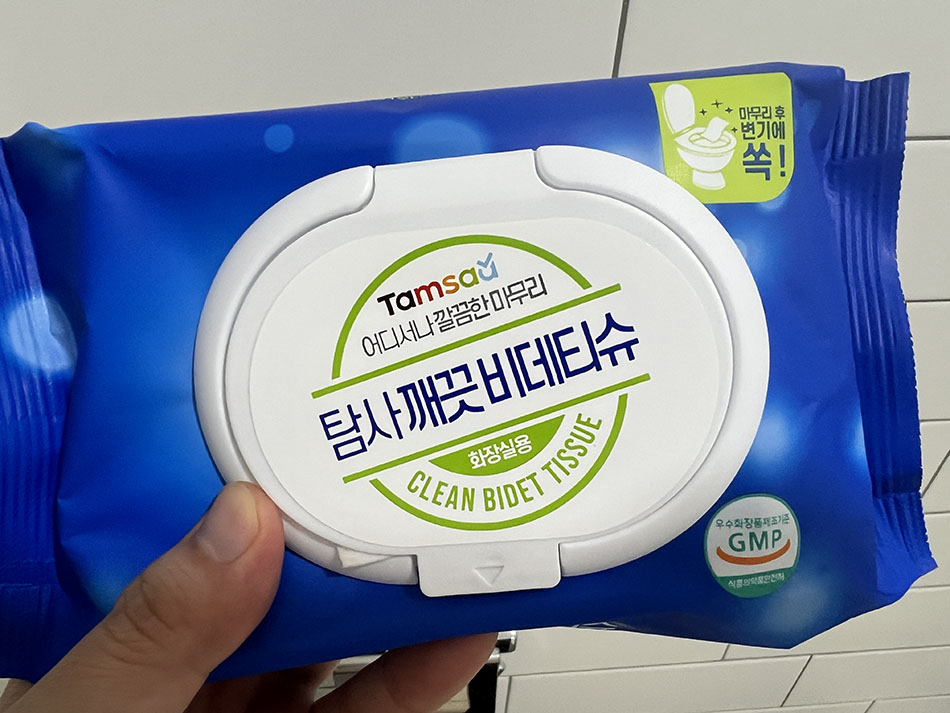 마무리 후
변기에
쏙!
Tamsaa
어디서나 깔끔한 마무리
탐사 깨끗 비데티슈
화장실용
CLEAN BIDET TISSUE
우수화장품제조기준
GMP
식품의약품안전처